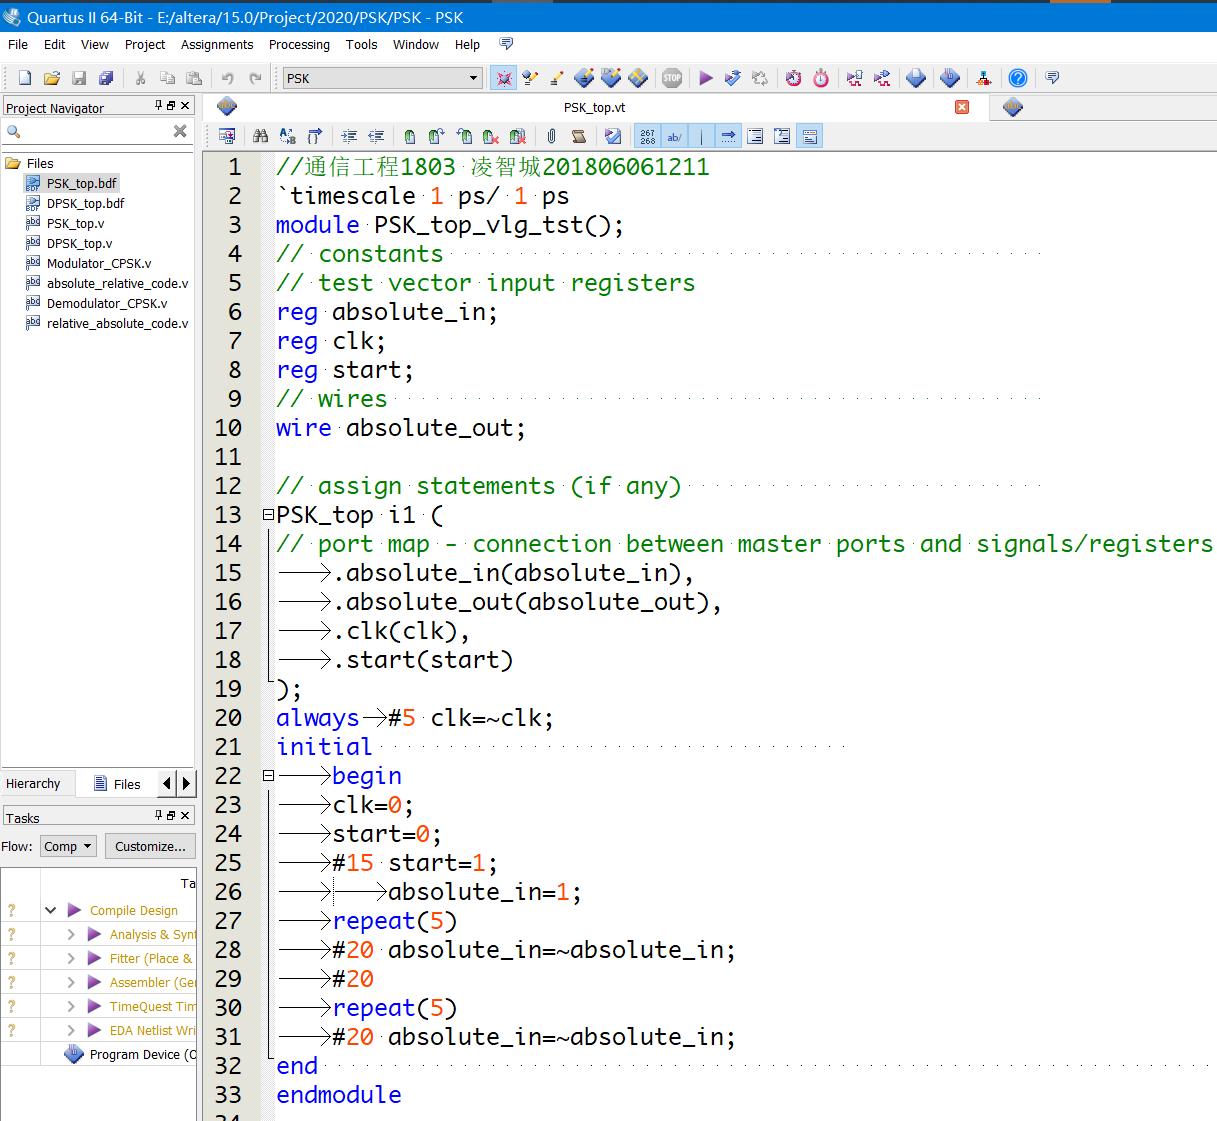 Quartus II 64-Bit - E:/altera/15.0/Project/2020/PSK/PSK - PSK
File Edit View Project Assignments Processing Tools Window Help
PSK
Project Navigator
PSK_top.vt
Files
PSK_top.bdf
DPSK_top.bdf
PSK_top.v
DPSK_top.v
Modulator_CPSK.v
absolute_relative_code.v
Demodulator_CPSK.v
relative_absolute_code.v
Hierarchy Files
Tasks
Flow: Comp Customize...
Ta
Compile Design
Analysis & Synt
Fitter (Place &
Assembler (Ger
TimeQuest Tim
EDA Netlist Wri
Program Device (O
267
268
ab/
1 //通信工程1803 凌智城201806061211
2 `timescale 1 ps/ 1 ps
3 module PSK_top_vlg_tst();
4 // constants
5 // test vector input registers
6 reg absolute_in;
7 reg clk;
8 reg start;
9 // wires
10 wire absolute_out;
11
12 // assign statements (if any)
13 PSK_top i1 (
14 // port map - connection between master ports and signals/registers
15 .absolute_in(absolute_in),
16 .absolute_out(absolute_out),
17 .clk(clk),
18 .start(start)
19 );
20 always #5 clk=~clk;
21 initial
22 begin
23 clk=0;
24 start=0;
25 #15 start=1;
26 absolute_in=1;
27 repeat(5)
28 #20 absolute_in=~absolute_in;
29 #20
30 repeat(5)
31 #20 absolute_in=~absolute_in;
32 end
33 endmodule